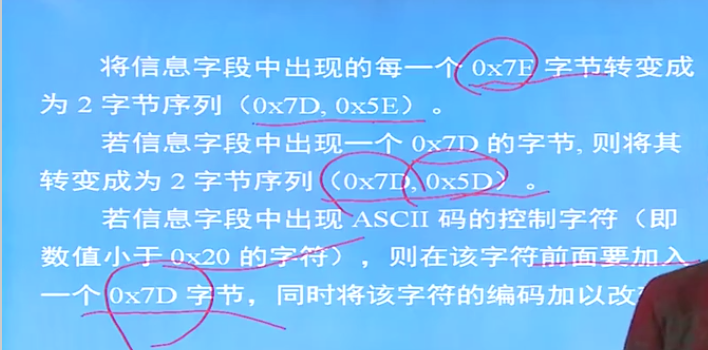 将信息字段中出现的每一个 0x7E 字节转变成
为 2 字节序列（0x7D, 0x5E）。
若信息字段中出现一个 0x7D 的字节, 则将其
转变成为 2 字节序列（0x7D, 0x5D）。
若信息字段中出现 ASCII 码的控制字符（即
数值小于 0x20 的字符），则在该字符前面要加入
一个 0x7D 字节，同时将该字符的编码加以改